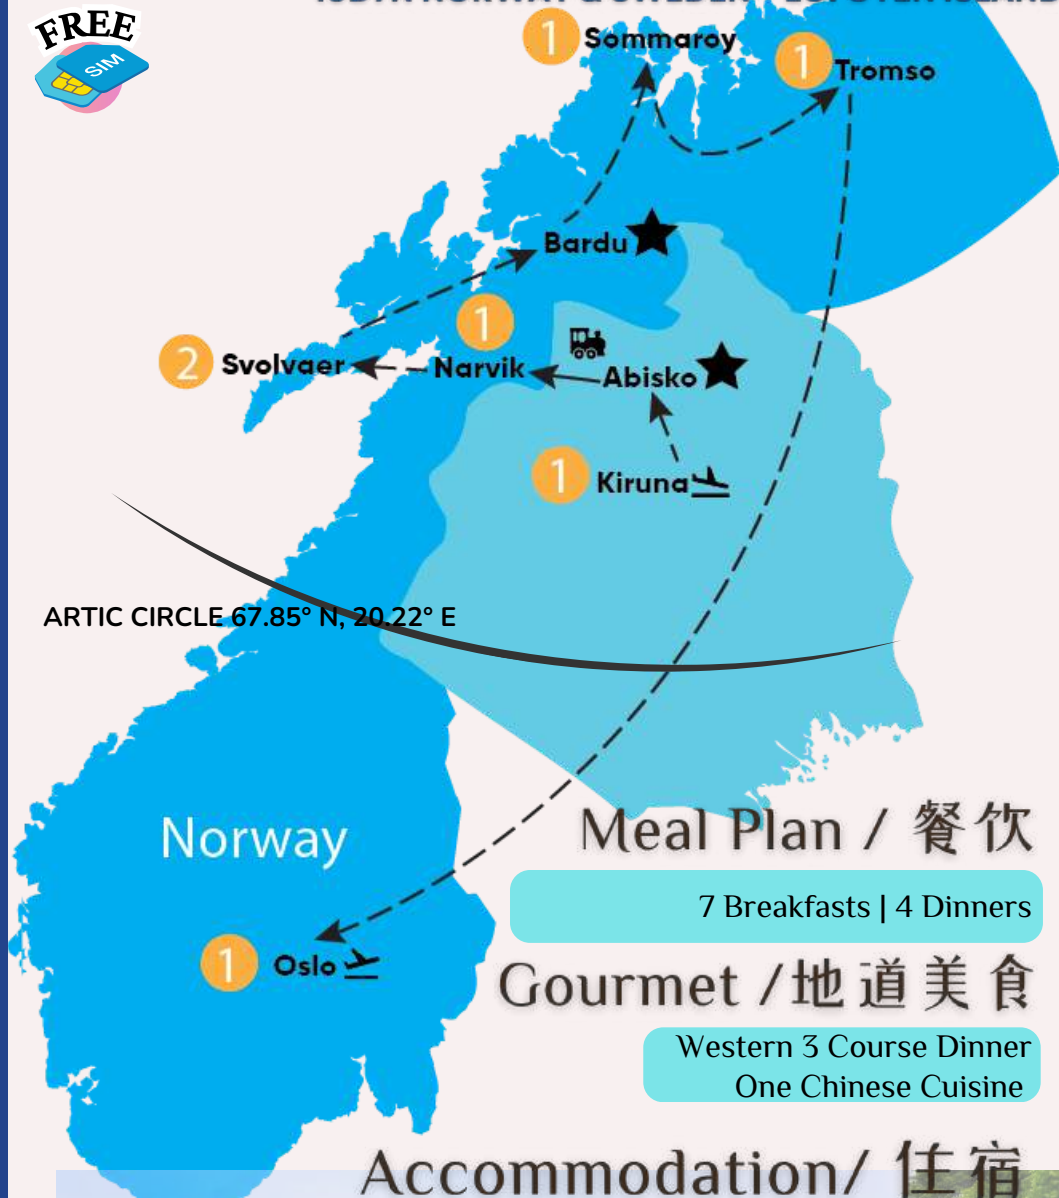 FREE
SIM
1 Sommaroy
1 Tromso
Bardu
1
2 Svolvaer
Narvik
Abisko
1 Kiruna
ARTIC CIRCLE 67.85° N, 20.22° E
Norway
1 Oslo
Meal Plan / 餐饮
7 Breakfasts | 4 Dinners
Gourmet /地道美食
Western 3 Course Dinner
One Chinese Cuisine
Accommodation/ 住宿